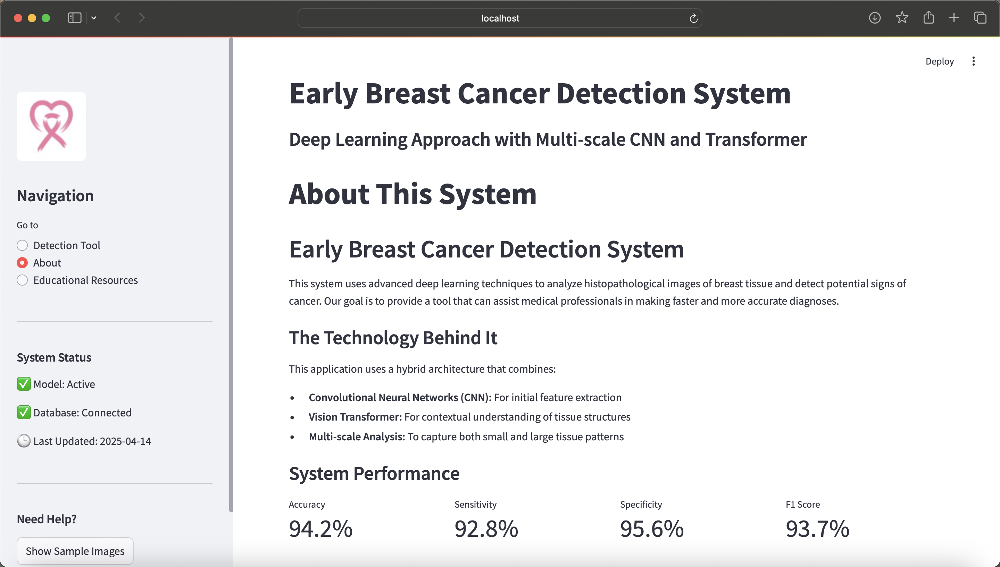 localhost
Deploy
Navigation
Go to
Detection Tool
About
Educational Resources
System Status
✅ Model: Active
✅ Database: Connected
🕒 Last Updated: 2025-04-14
Need Help?
Show Sample Images
Early Breast Cancer Detection System
Deep Learning Approach with Multi-scale CNN and Transformer
About This System
Early Breast Cancer Detection System
This system uses advanced deep learning techniques to analyze histopathological images of breast tissue and detect potential signs of
cancer. Our goal is to provide a tool that can assist medical professionals in making faster and more accurate diagnoses.
The Technology Behind It
This application uses a hybrid architecture that combines:
• Convolutional Neural Networks (CNN): For initial feature extraction
• Vision Transformer: For contextual understanding of tissue structures
• Multi-scale Analysis: To capture both small and large tissue patterns
System Performance
Accuracy Sensitivity Specificity F1 Score
94.2% 92.8% 95.6% 93.7%